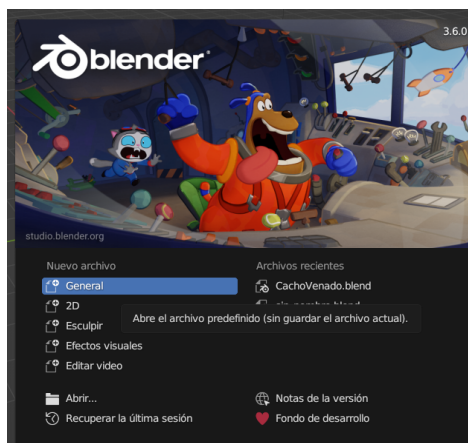 3.6.0
blender
studio.blender.org
Nuevo archivo
General
2D
Esculpir
Efectos visuales
Editar video
Archivos recientes
CachoVenado.blend
Abre el archivo predefinido (sin guardar el archivo actual).
Abrir...
Recuperar la última sesión
Notas de la versión
Fondo de desarrollo